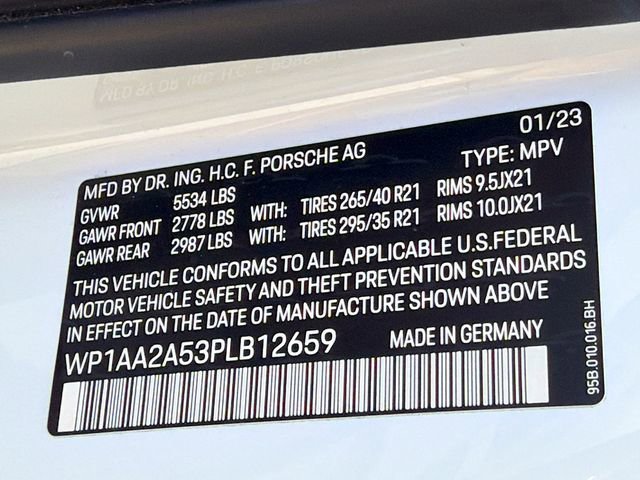 01/23
MFD BY DR. ING. H.C. F. PORSCHE AG
TYPE: MPV
GVWR 5534 LBS
GAWR FRONT 2778 LBS WITH: TIRES 265/40 R21 RIMS 9.5JX21
GAWR REAR 2987 LBS WITH: TIRES 295/35 R21 RIMS 10.0JX21
THIS VEHICLE CONFORMS TO ALL APPLICABLE U.S.FEDERAL
MOTOR VEHICLE SAFETY AND THEFT PREVENTION STANDARDS
IN EFFECT ON THE DATE OF MANUFACTURE SHOWN ABOVE
WP1AA2A53PLB12659 MADE IN GERMANY
95B.010.016.BH